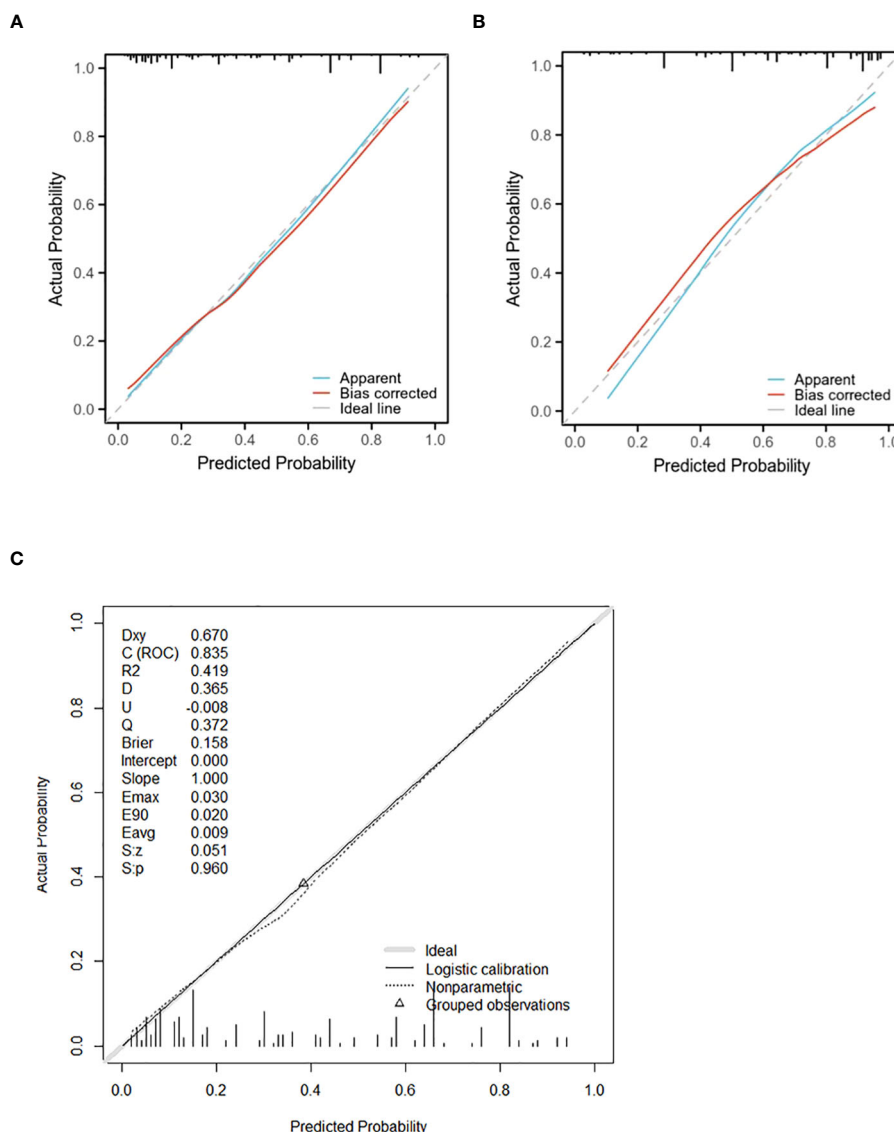 A
1.0
0.8
0.6
0.4
0.2
0.0
Actual Probability
Apparent
Bias corrected
Ideal line
0.0 0.2 0.4 0.6 0.8 1.0
Predicted Probability
B
1.0
0.8
0.6
0.4
0.2
0.0
Actual Probability
Apparent
Bias corrected
Ideal line
0.0 0.2 0.4 0.6 0.8 1.0
Predicted Probability
C
1.0
0.8
0.6
0.4
0.2
0.0
Actual Probability
Dxy 0.670
C (ROC) 0.835
R2 0.419
D 0.365
U -0.008
Q 0.372
Brier 0.158
Intercept 0.000
Slope 1.000
Emax 0.030
E90 0.020
Eavg 0.009
S:z 0.051
S:p 0.960
Ideal
Logistic calibration
Nonparametric
Grouped observations
0.0 0.2 0.4 0.6 0.8 1.0
Predicted Probability